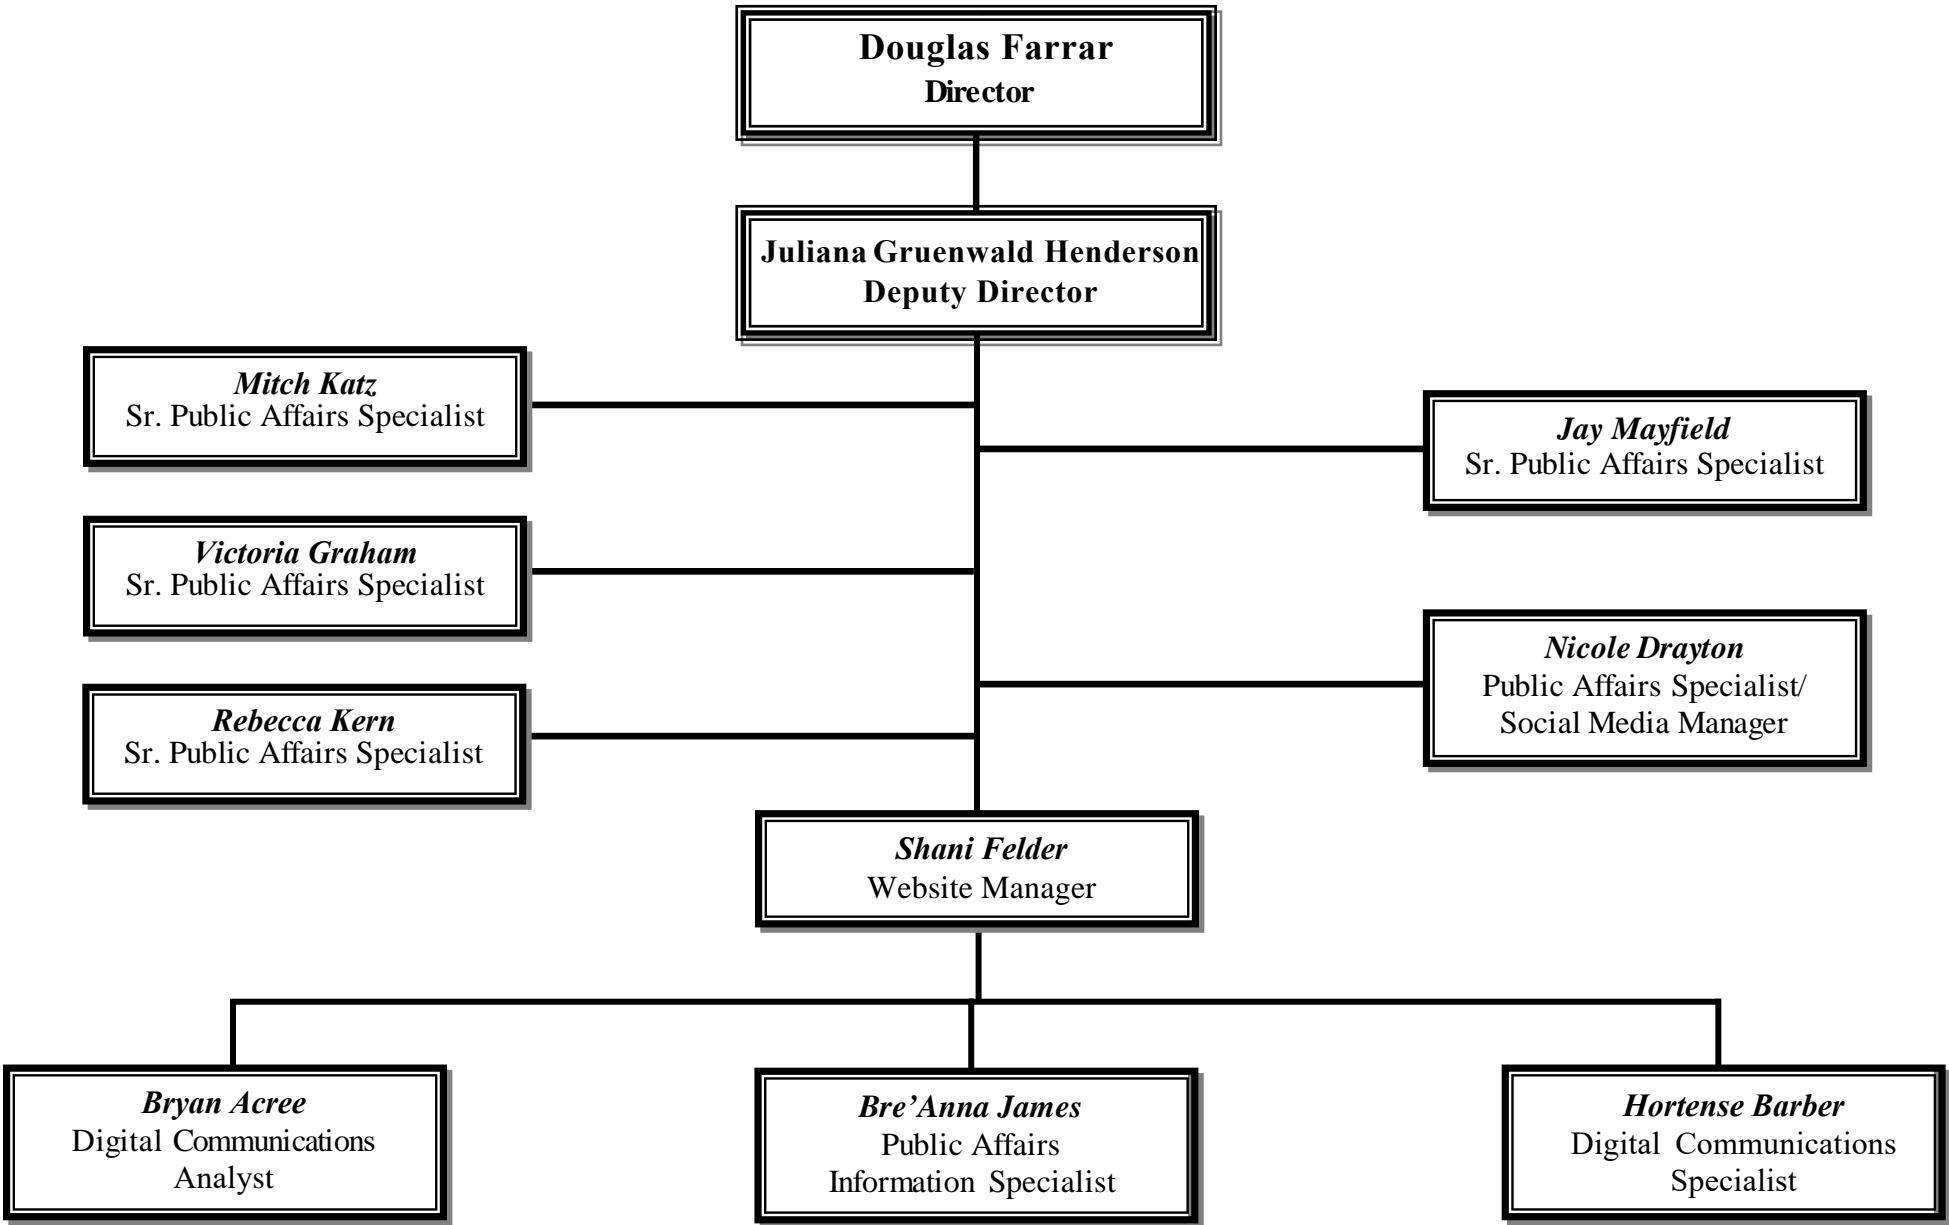 Douglas Farrar
Director
Juliana Gruenwald Henderson
Deputy Director
Mitch Katz
Sr. Public Affairs Specialist
Jay Mayfield
Sr. Public Affairs Specialist
Victoria Graham
Sr. Public Affairs Specialist
Nicole Drayton
Public Affairs Specialist/
Social Media Manager
Rebecca Kern
Sr. Public Affairs Specialist
Shani Felder
Website Manager
Bryan Acree
Digital Communications
Analyst
Bre’Anna James
Public Affairs
Information Specialist
Hortense Barber
Digital Communications
Specialist